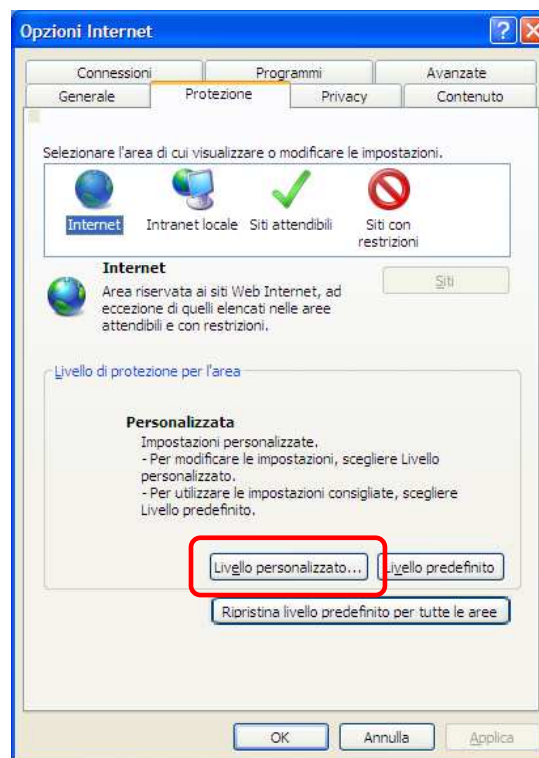 Opzioni Internet
Connessioni Programmi Avanzate
Generale Protezione Privacy Contenuto
Selezionare l'area di cui visualizzare o modificare le impostazioni.
Internet Intranet locale Siti attendibili Siti con
restrizioni
Internet
Siti
Area riservata ai siti Web Internet, ad
eccezione di quelli elencati nelle aree
attendibili e con restrizioni.
Livello di protezione per l'area
Personalizzata
Impostazioni personalizzate.
- Per modificare le impostazioni, scegliere Livello
personalizzato.
- Per utilizzare le impostazioni consigliate, scegliere
Livello predefinito.
Livello personalizzato... Livello predefinito
Ripristina livello predefinito per tutte le aree
OK Annulla Applica